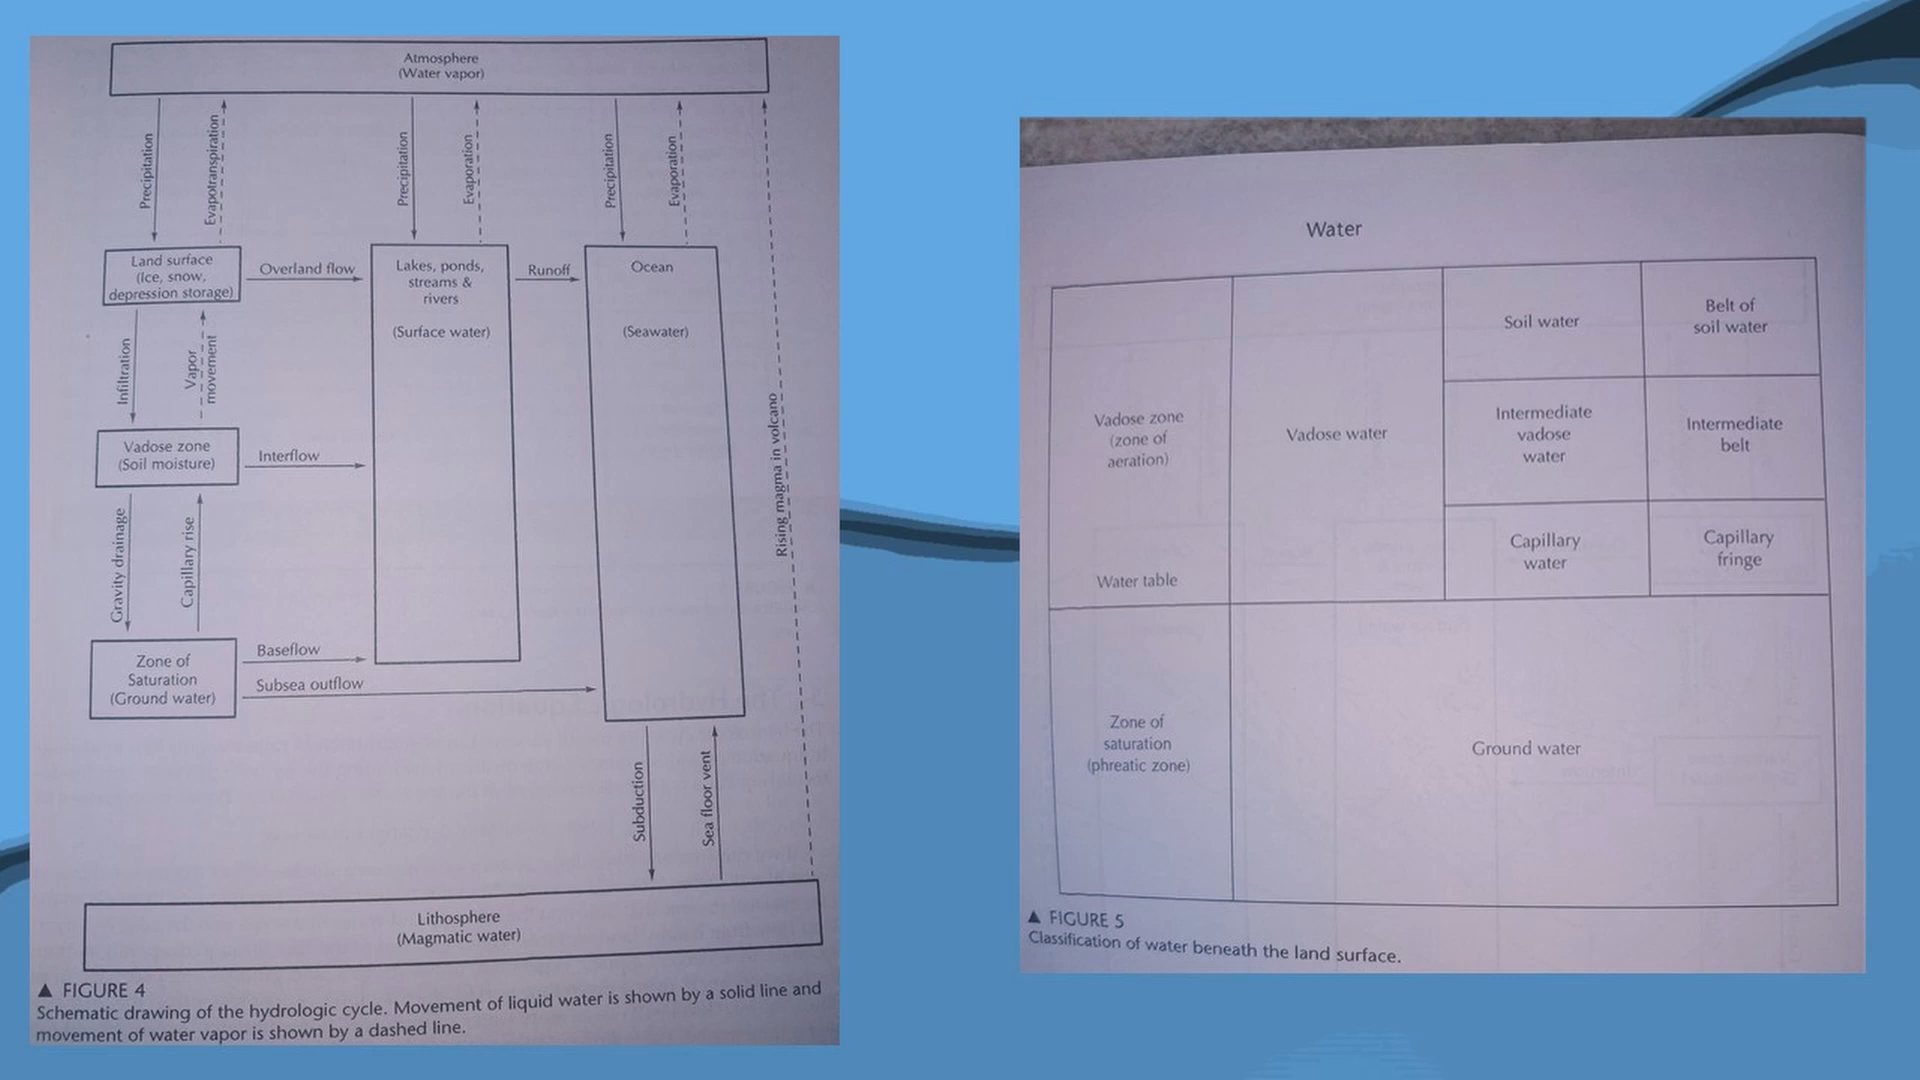 Atmosphere
(Water vapor)
Precipitation
Evapotranspiration
Precipitation
Evaporation
Precipitation
Evaporation
Land surface
(Ice, snow,
depression storage)
Overland flow
Lakes, ponds,
streams &
rivers
(Surface water)
Runoff
Ocean
(Seawater)
Infiltration
Vapor
movement
Rising magma in volcano
Vadose zone
(Soil moisture)
Interflow
Gravity drainage
Capillary rise
Zone of
Saturation
(Ground water)
Baseflow
Subsea outflow
Subduction
Sea floor vent
Lithosphere
(Magmatic water)
▲ FIGURE 4
Schematic drawing of the hydrologic cycle. Movement of liquid water is shown by a solid line and
movement of water vapor is shown by a dashed line.
Water
Vadose zone
(zone of
aeration)
Water table
Vadose water
Soil water
Belt of
soil water
Intermediate
vadose
water
Intermediate
belt
Capillary
water
Capillary
fringe
Zone of
saturation
(phreatic zone)
Ground water
▲ FIGURE 5
Classification of water beneath the land surface.